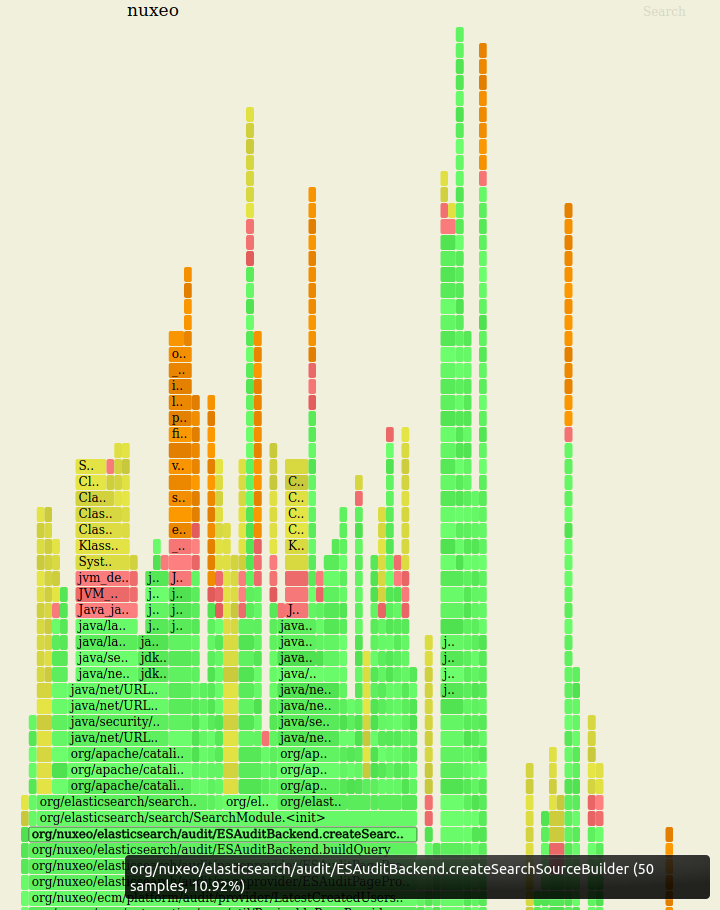 nuxeo
Search
o..
_..
i..
l..
p..
fi..
S.. v..
Cl.. C..
Cla.. s.. C..
Clas.. C..
Clas.. e.. C..
Klass.. _.. K..
Syst..
jvm_de.. j.. J..
JVM_.. j.. j..
Java_ja.. j.. j.. J..
java/la.. j.. j.. java..
java/la.. ja.. java.. j..
java/se.. jdk.. java.. j..
java/ne.. jdk.. java/.. j..
java/net/URL.. java/ne.. j..
java/net/URL.. java/ne..
java/security/.. java/se..
java/net/URL.. java/ne..
org/apache/catali.. org/ap..
org/apache/catali.. org/ap..
org/apache/catali.. org/ap..
org/elasticsearch/search.. org/el.. org/elast..
org/elasticsearch/search/SearchModule.<init>
org/nuxeo/elasticsearch/audit/ESAuditBackend.createSearc..
org/nuxeo/elasticsearch/audit/ESAuditBackend.buildQuery
org/nuxeo/elasticsearch/audit/ESAuditBackend.createSearchSourceBuilder (50
samples, 10.92%)